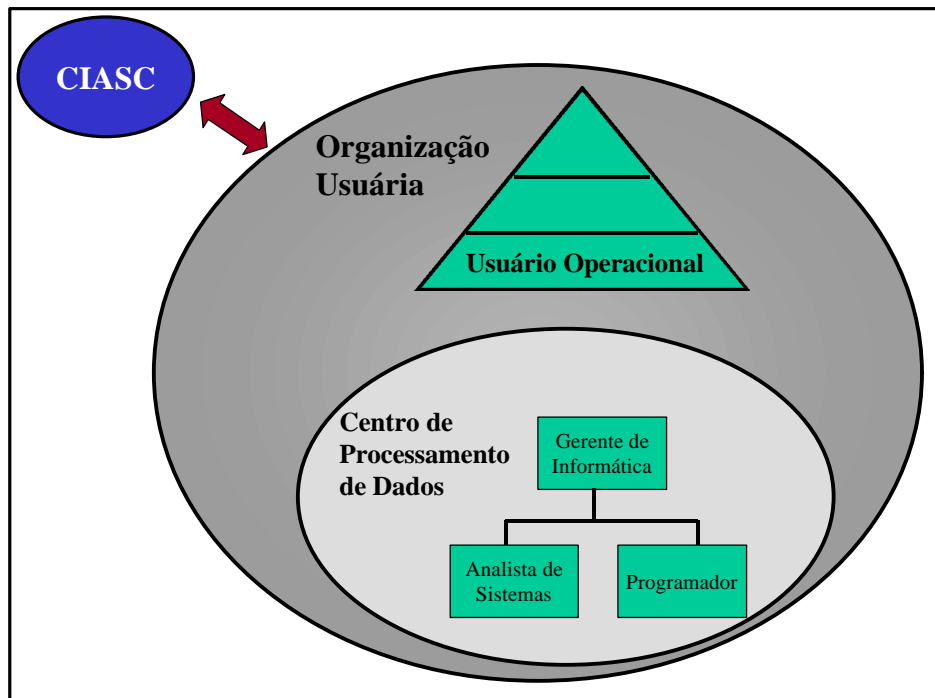 CIASC
Organização
Usuária
Usuário Operacional
Centro de
Processamento
de Dados
Gerente de
Informática
Analista de
Sistemas
Programador